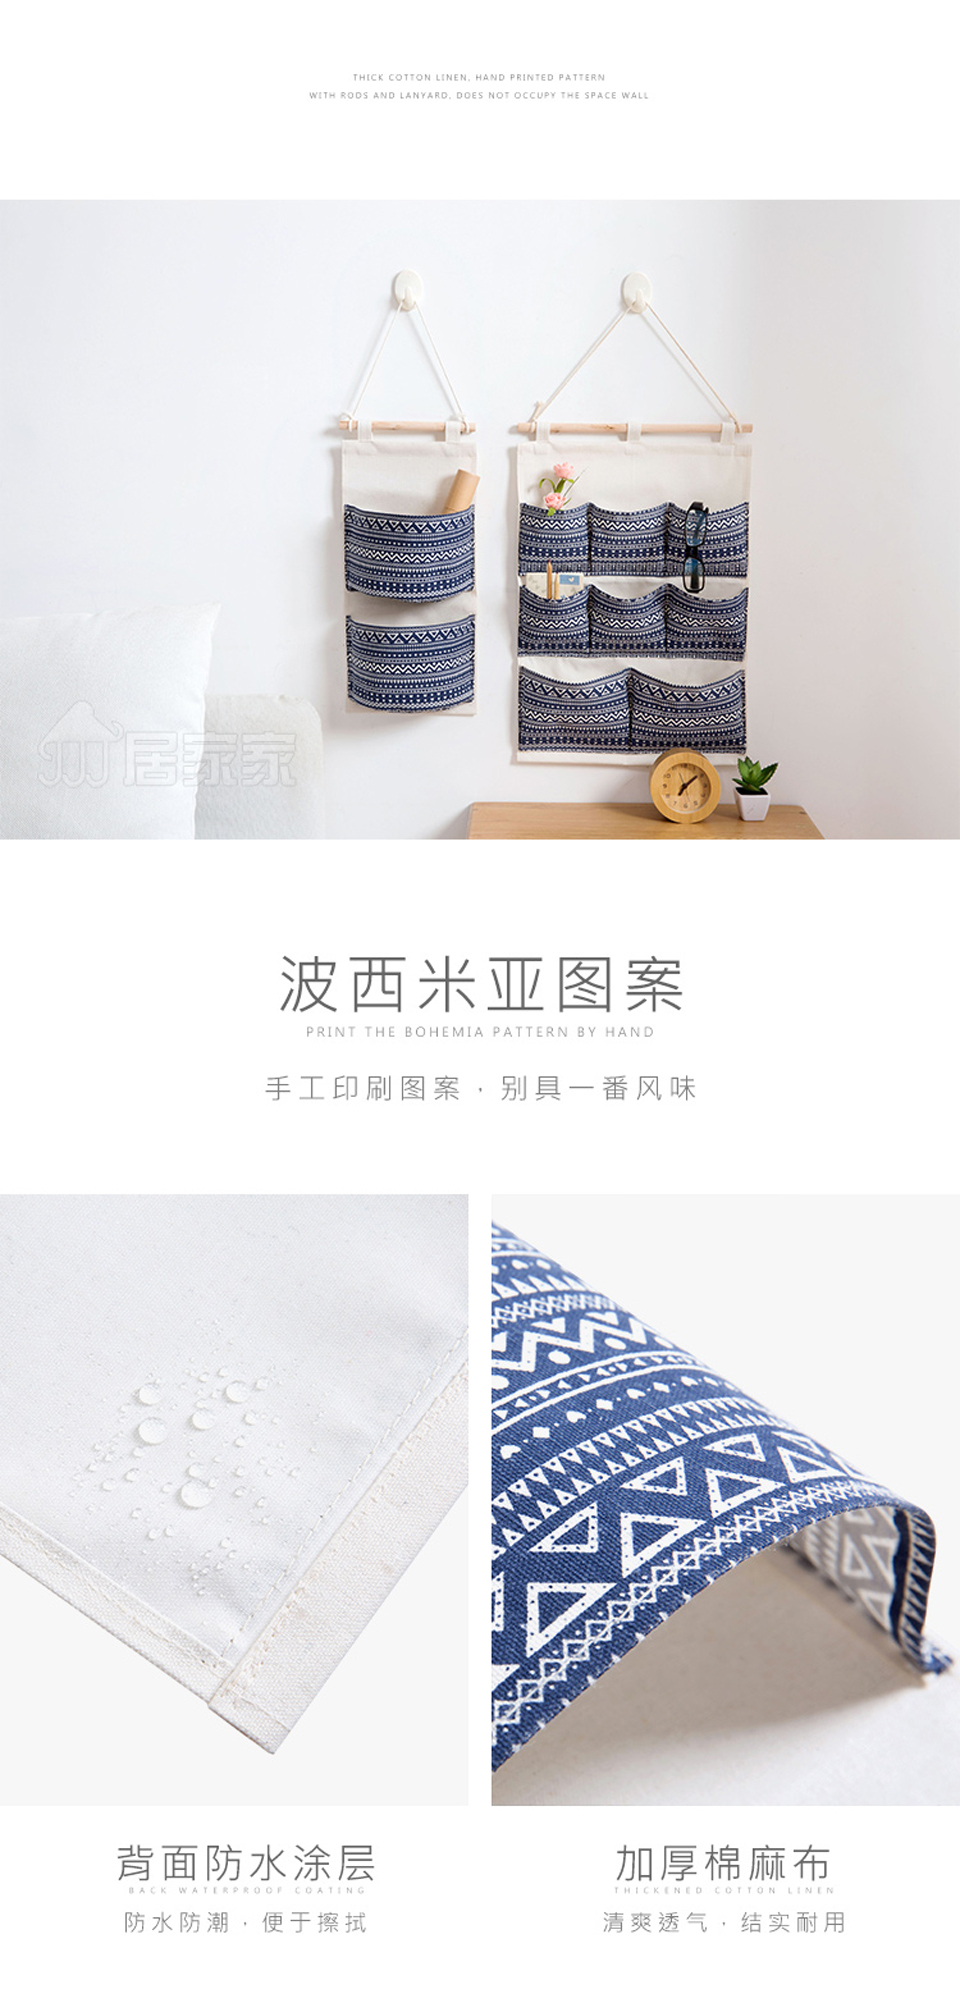 THICK COTTON LINEN, HAND PRINTED PATTERN
WITH RODS AND LANYARD, DOES NOT OCCUPY THE SPACE WALL
居家家
波西米亚图案
PRINT THE BOHEMIA PATTERN BY HAND
手工印刷图案，别具一番风味
背面防水涂层
BACK WATERPROOF COATING
防水防潮，便于擦拭
加厚棉麻布
THICKENED COTTON LINEN
清爽透气，结实耐用